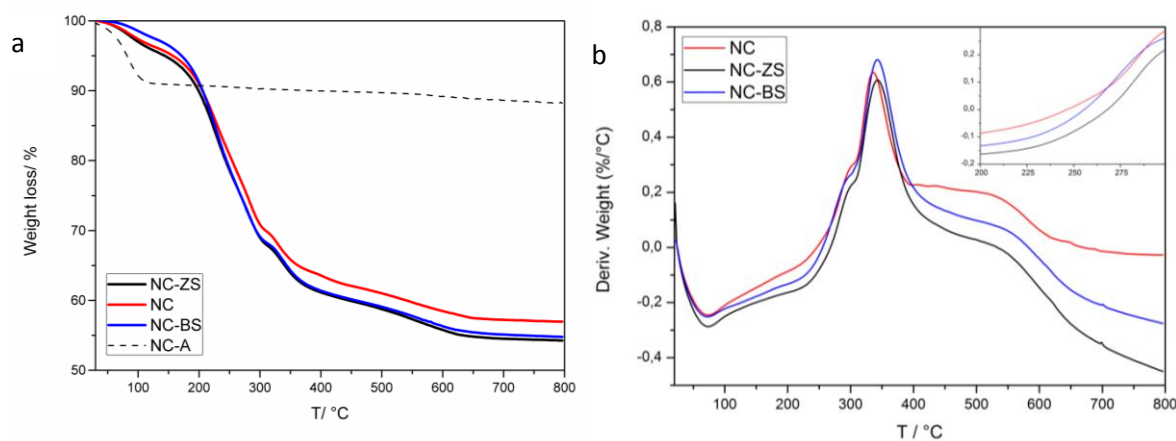 a
Weight loss/ %
100
90
80
70
60
50
NC-ZS
NC
NC-BS
NC-A
100
200
300
400
500
600
700
800
T/ °C
b
Deriv. Weight (%/°C)
0,8
0,6
0,4
0,2
0,0
-0,2
-0,4
NC
NC-ZS
NC-BS
0,2
0,1
0,0
-0,1
-0,2
200
225
250
275
100
200
300
400
500
600
700
800
T / °C